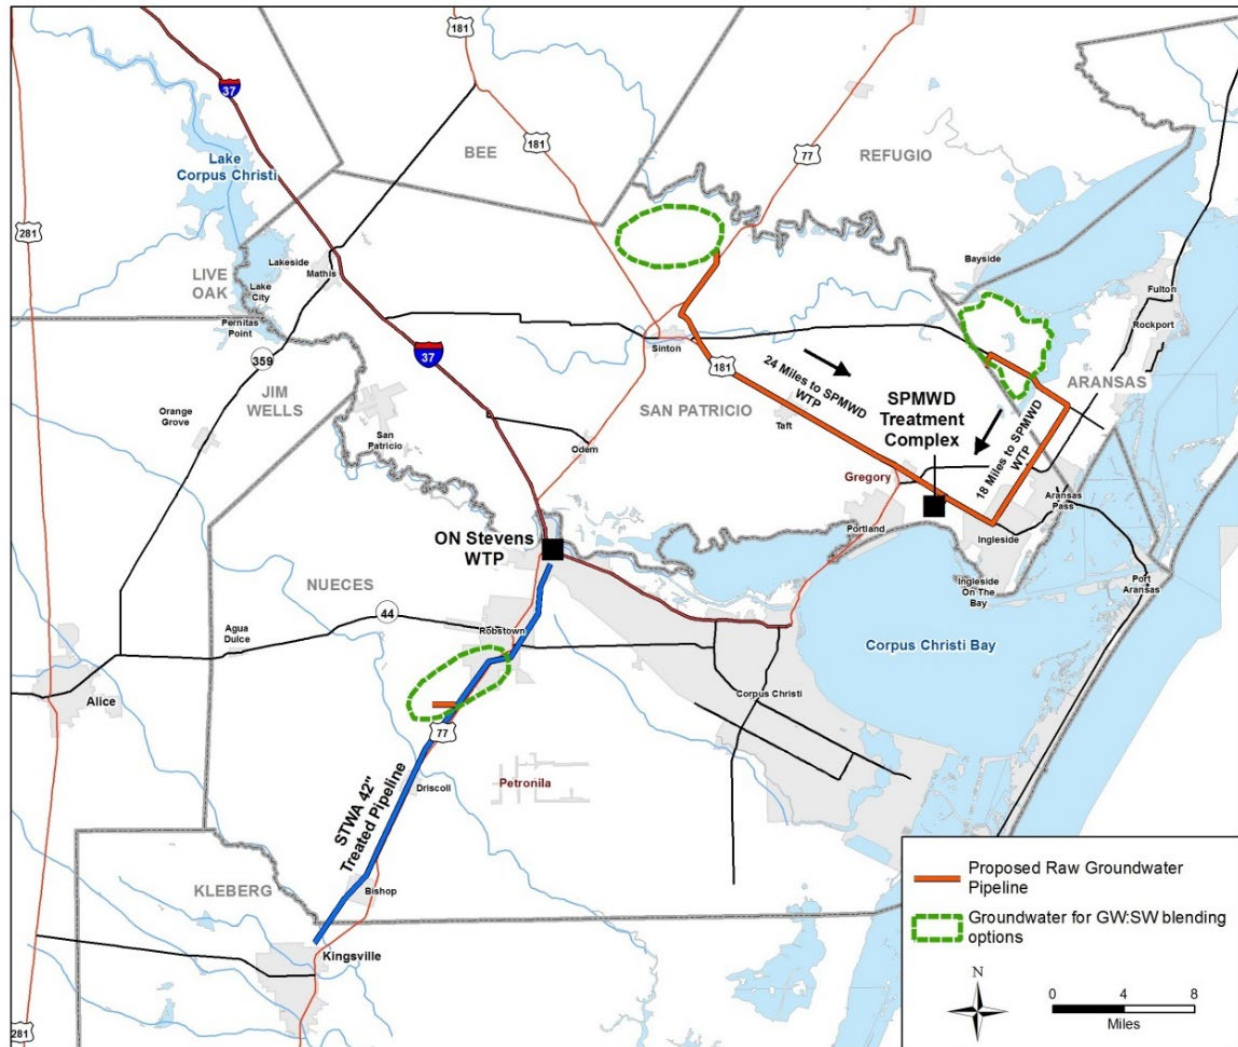 181
37
BEE
181
77
REFUGIO
Lake
Corpus Christi
281
Lakeside
Mathis
LIVE
OAK
Lake
City
Pernitas
Point
Bayside
Fulton
Rockport
359
37
Sinton
181
24 Miles to SPMWD
WTP
ARANSAS
JIM
WELLS
Orange
Grove
San
Patricio
SAN PATRICIO
Taft
SPMWD
Treatment
Complex
18 Miles to SPMWD
WTP
Odem
Gregory
Aransas
Pass
Portland
Ingleside
ON Stevens
WTP
Ingleside
On The
Bay
Port
Aransas
NUECES
44
Agua
Dulce
Robstown
Corpus Christi Bay
Alice
Corpus Christi
77
Driscoll
Petronila
STWA 42"
Treated Pipeline
KLEBERG
Bishop
Kingsville
281
Proposed Raw Groundwater
Pipeline
Groundwater for GW:SW blending
options
N
0 4 8
Miles